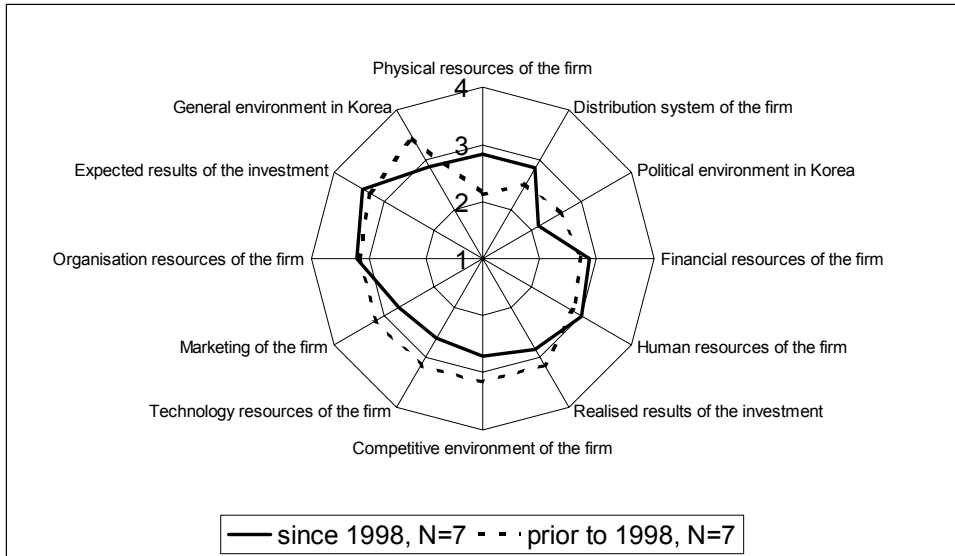 Physical resources of the firm
4
General environment in Korea
Distribution system of the firm
3
Expected results of the investment
Political environment in Korea
2
Organisation resources of the firm
1
Financial resources of the firm
Marketing of the firm
Human resources of the firm
Technology resources of the firm
Realised results of the investment
Competitive environment of the firm
since 1998, N=7 prior to 1998, N=7